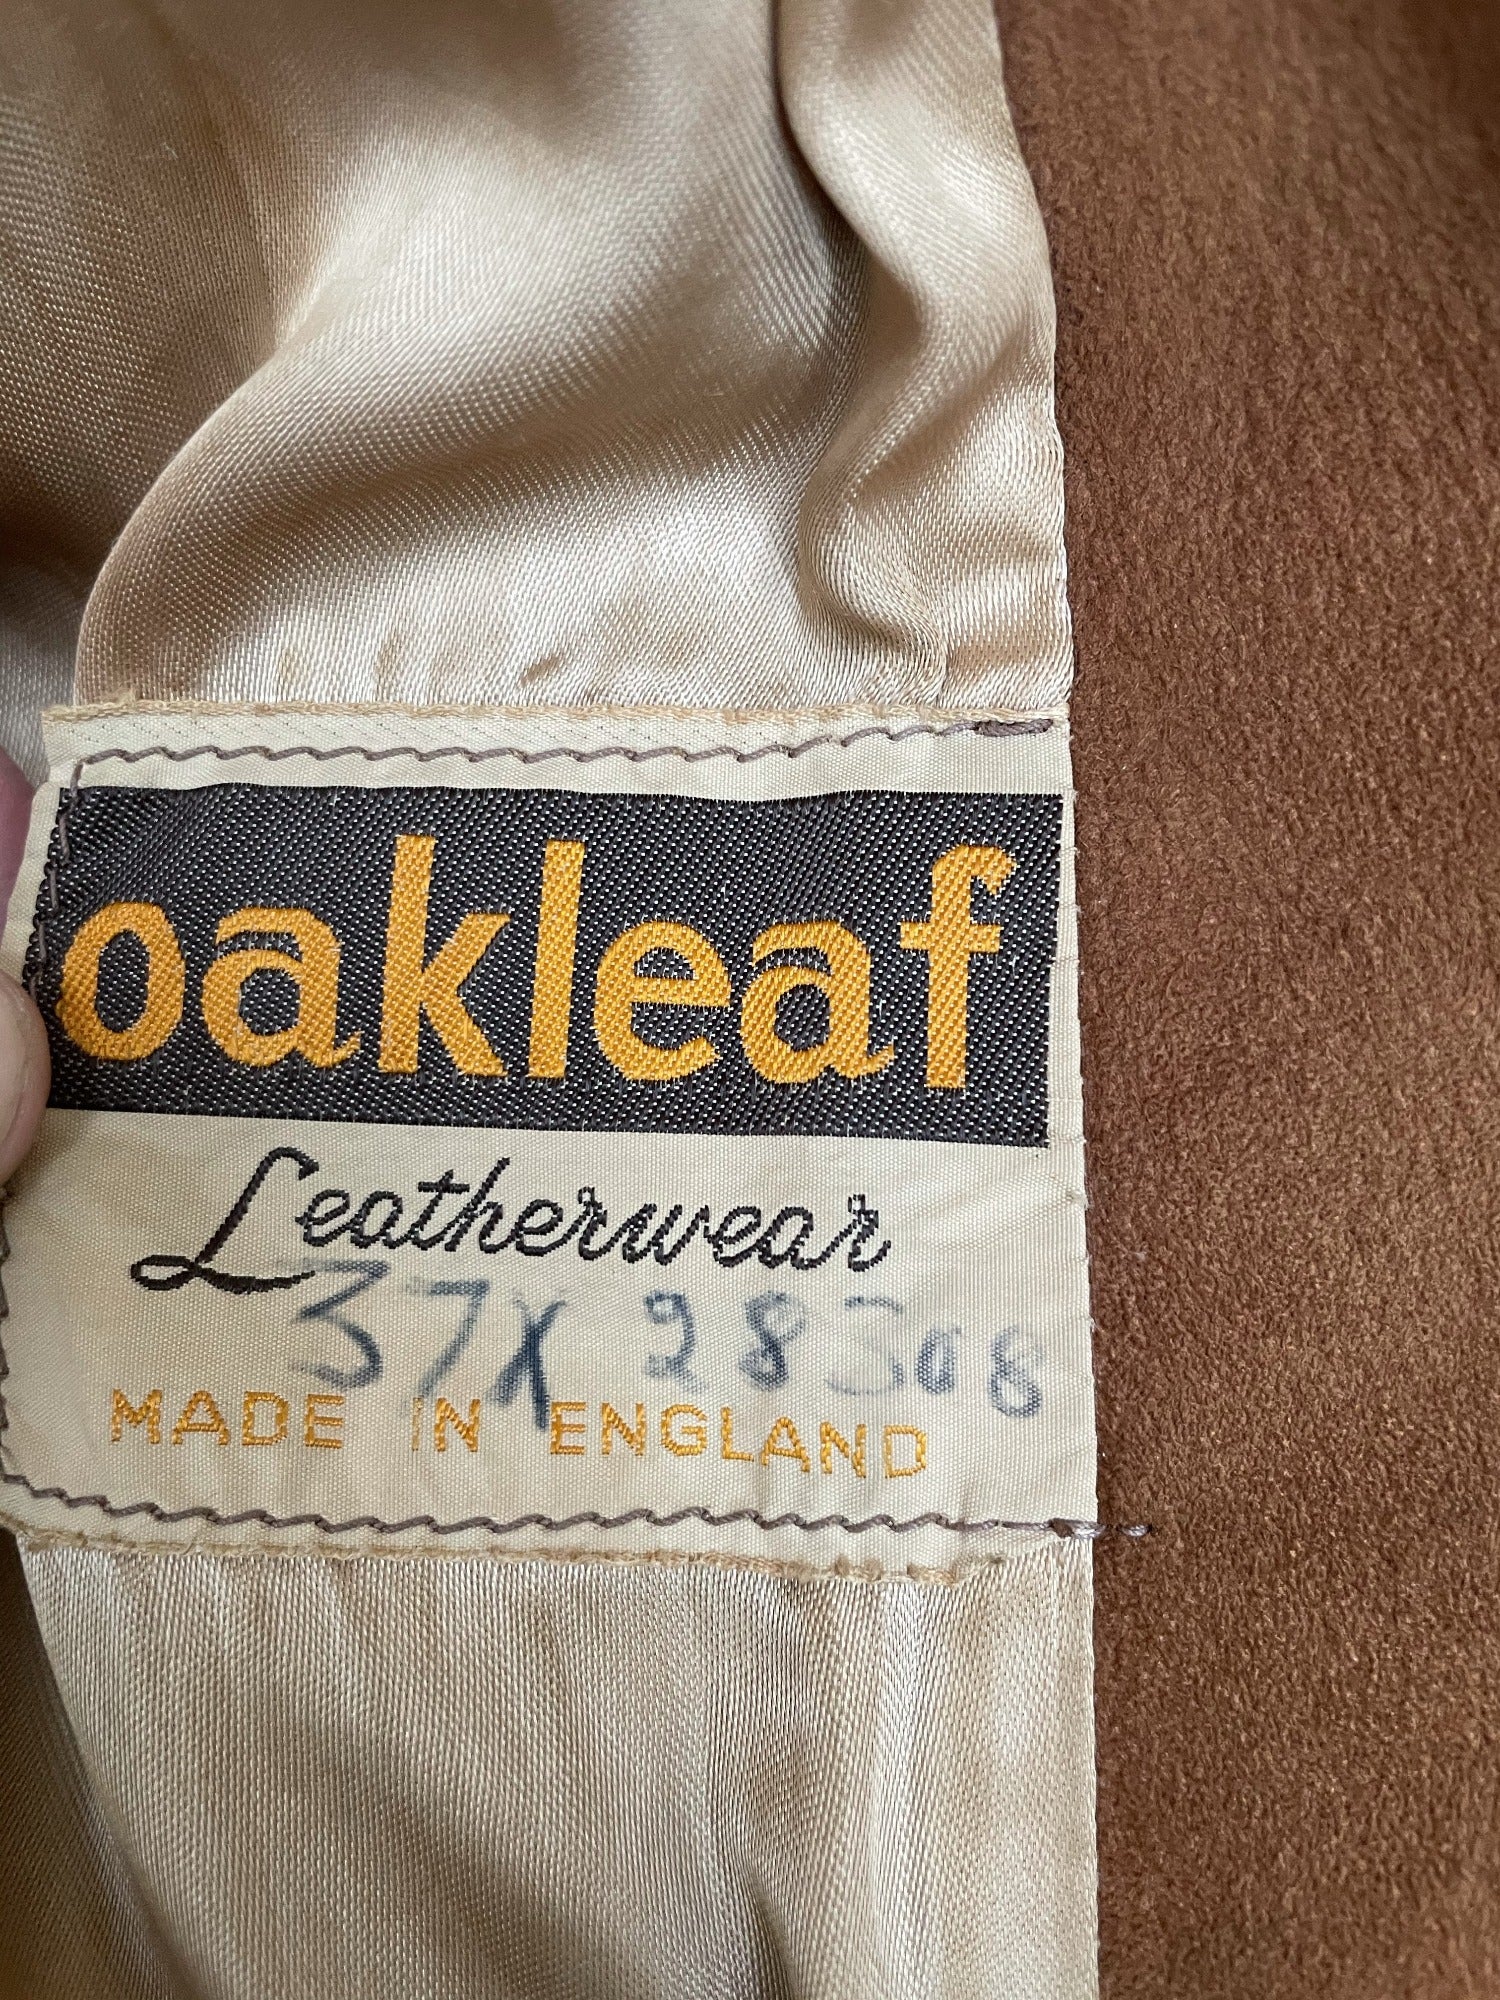 oakleaf
Leatherwear
37X 28308
MADE IN ENGLAND